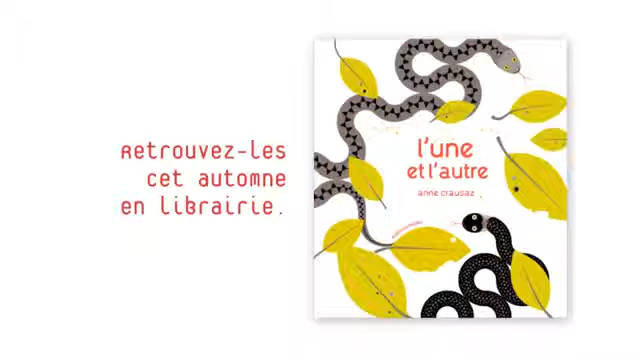 Retrouvez-les
cet automne
en librairie.
l'une
et l'autre
anne crausaz